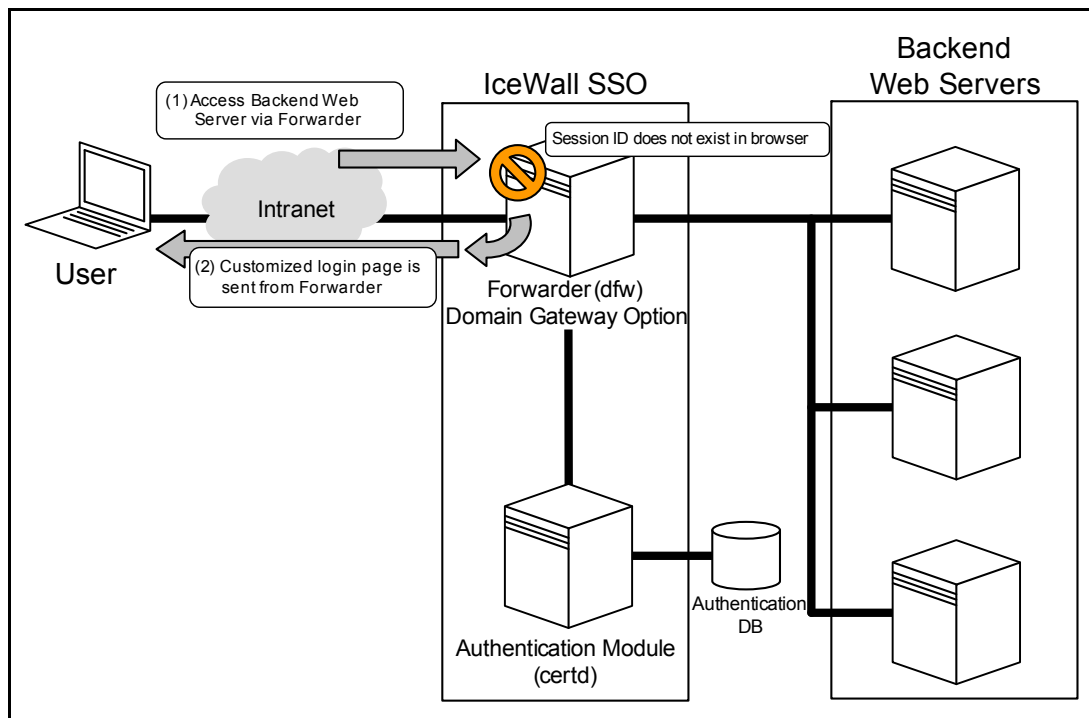 Backend
Web Servers
IceWall SSO
(1) Access Backend Web
Server via Forwarder
Session ID does not exist in browser
Intranet
User
(2) Customized login page is
sent from Forwarder
Forwarder (dfw)
Domain Gateway Option
Authentication
DB
Authentication Module
(certd)